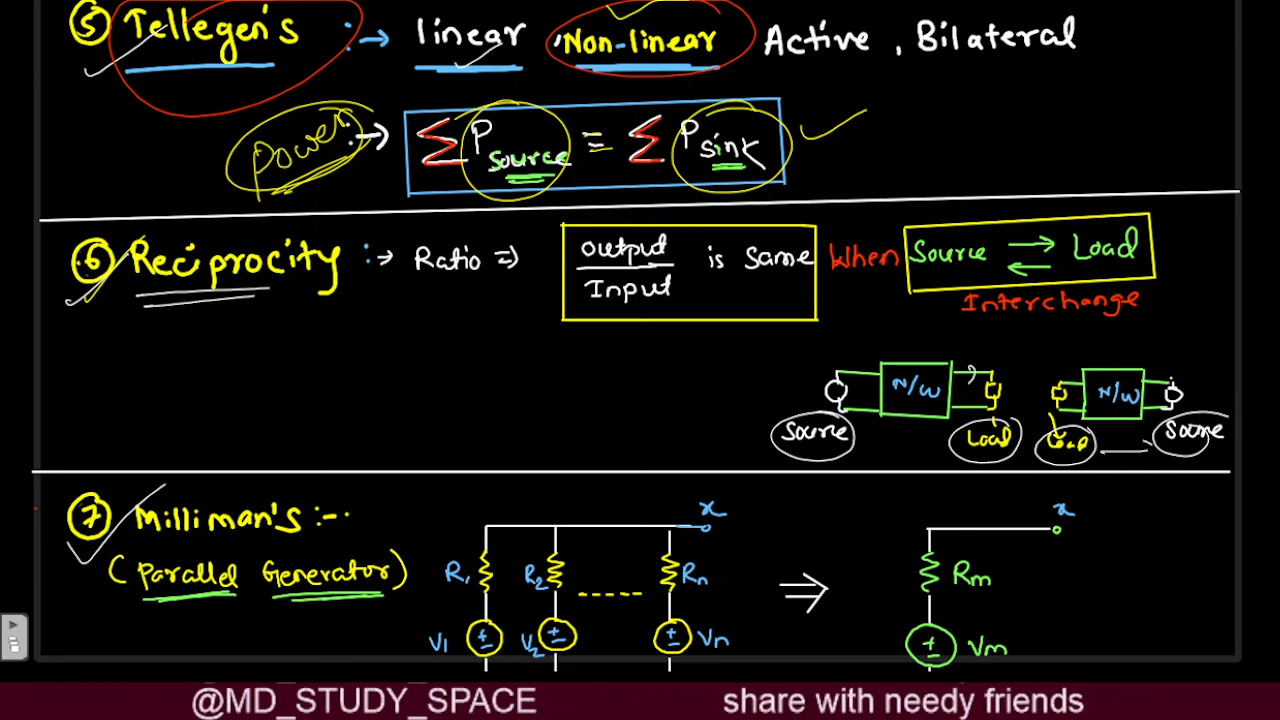 ⑤ Tellegen's :→ linear, Non-linear Active, Bilateral
Power :→ ∑ P source = ∑ P sink
⑥ Reciprocity :→ Ratio ⇒ output / Input is same When Source ⇄ Load
Interchange
N/W N/W
Source Load Load Source
⑦ Milliman's :-
(Parallel Generator)
x x
R1 R2 Rn ⇒ Rm
V1 V2 Vn Vm
@MD_STUDY_SPACE share with needy friends